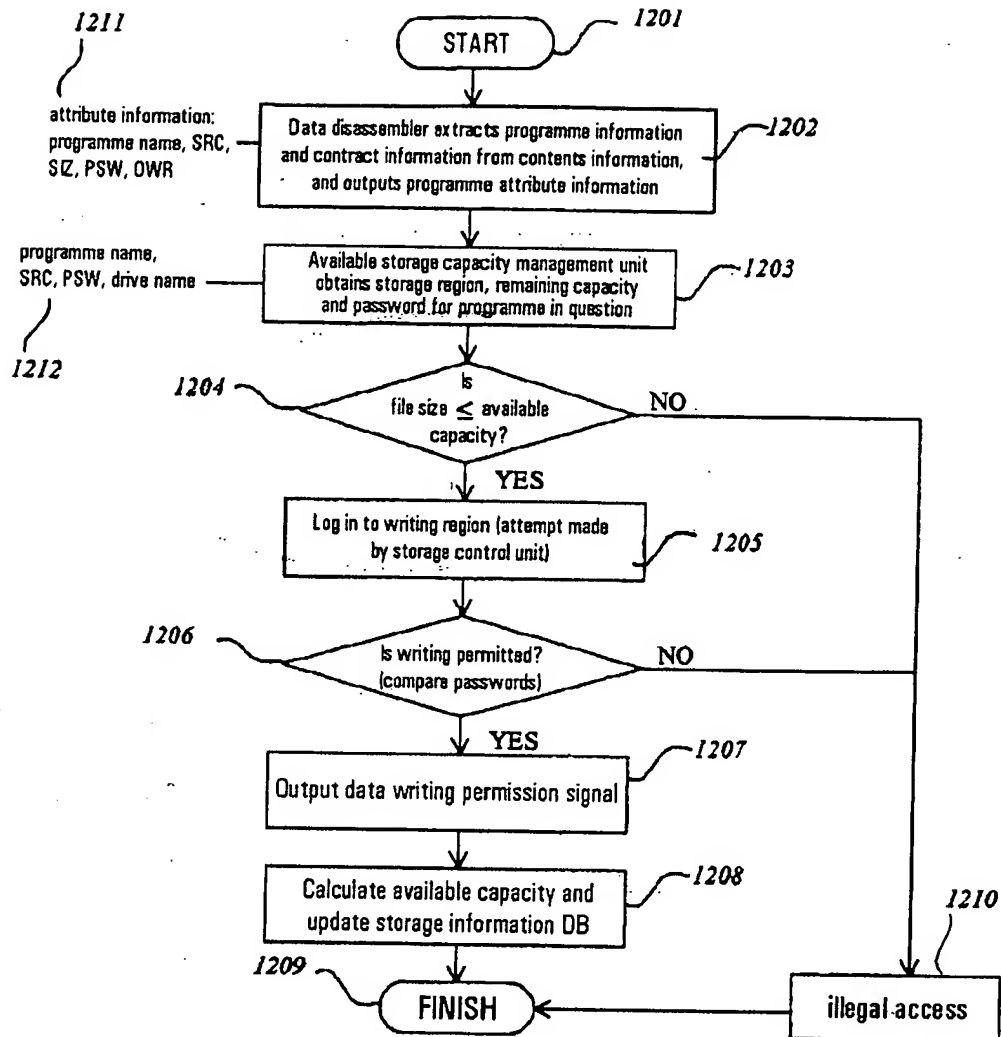 1211
1201
START
attribute information:
programme name, SRC,
SIZ, PSW, OWR
Data disassembler extracts programme information
and contract information from contents information,
and outputs programme attribute information
1202
programme name,
SRC, PSW, drive name
1212
Available storage capacity management unit
obtains storage region, remaining capacity
and password for programme in question
1203
1204
Is
file size ≤ available
capacity?
NO
YES
Log in to writing region (attempt made
by storage control unit)
1205
1206
Is writing permitted?
(compare passwords)
NO
YES
1207
Output data writing permission signal
1208
Calculate available capacity and
update storage information DB
1209
FINISH
1210
illegal access